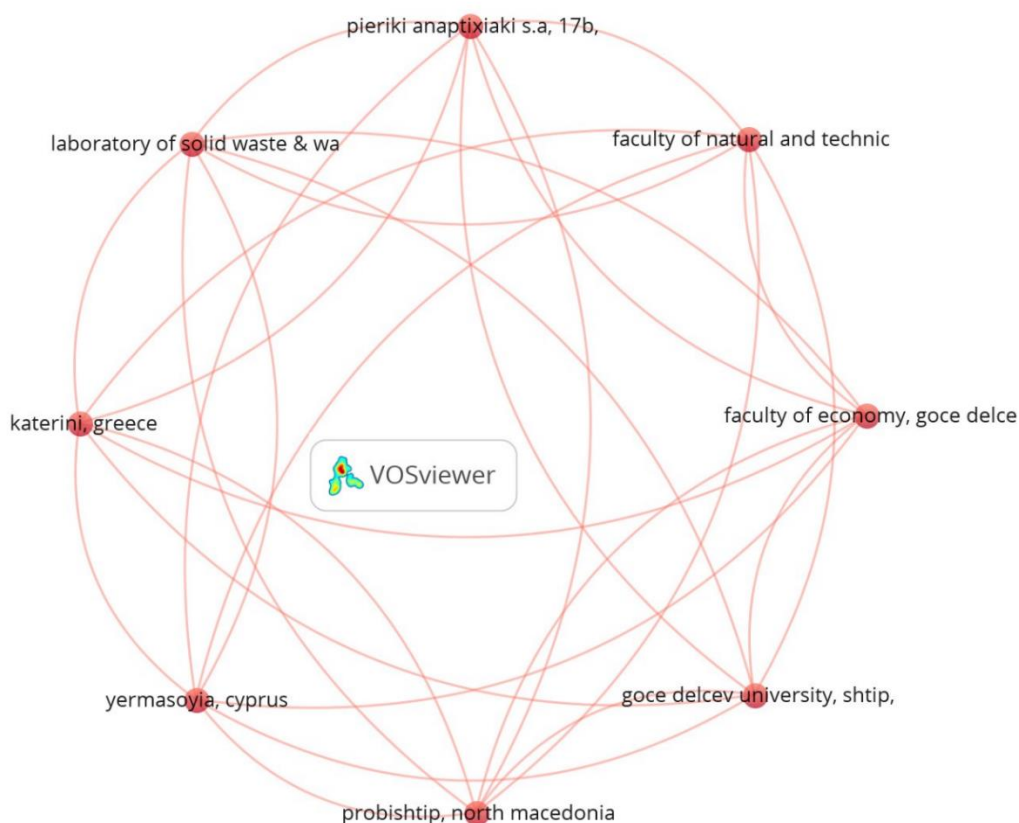 pieriki anaptixiaki s.a, 17b,
laboratory of solid waste & wa
faculty of natural and technic
katerini, greece
faculty of economy, goce delce
VOSviewer
yermasoyia, cyprus
goce delcev university, shtip,
probishtip, north macedonia